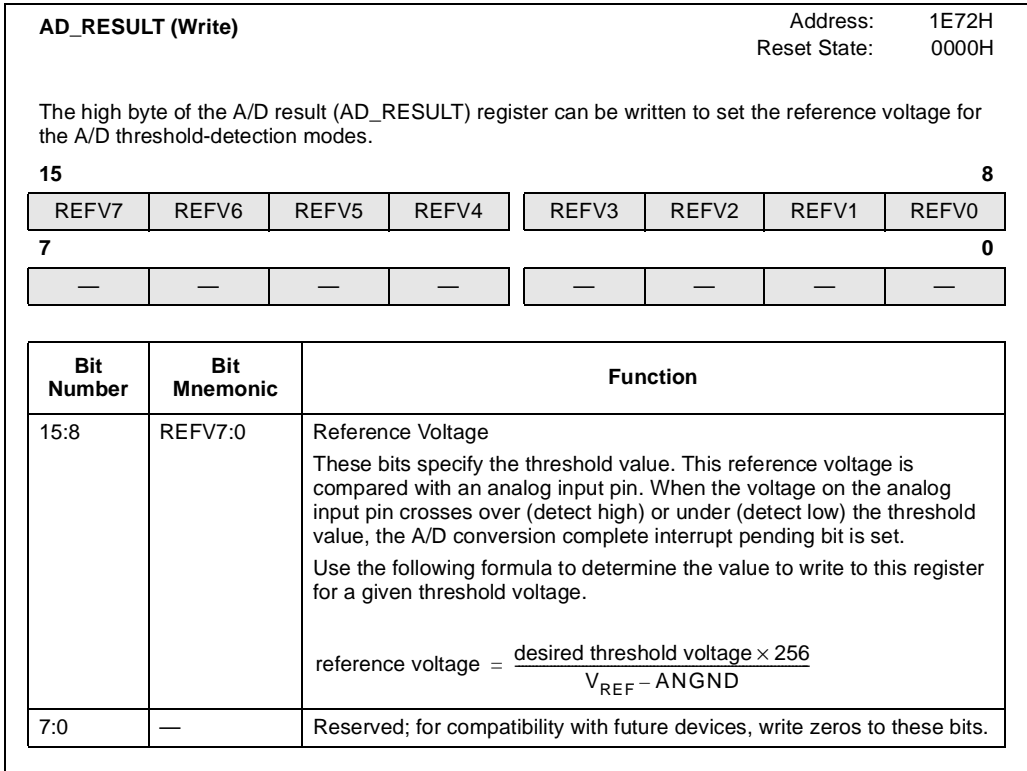 AD_RESULT (Write)
Address: 1E72H
Reset State: 0000H
The high byte of the A/D result (AD_RESULT) register can be written to set the reference voltage for
the A/D threshold-detection modes.
15 8
REFV7 REFV6 REFV5 REFV4 REFV3 REFV2 REFV1 REFV0
7 0
— — — — — — — —
Bit Number Bit Mnemonic Function
15:8 REFV7:0 Reference Voltage
These bits specify the threshold value. This reference voltage is
compared with an analog input pin. When the voltage on the analog
input pin crosses over (detect high) or under (detect low) the threshold
value, the A/D conversion complete interrupt pending bit is set.
Use the following formula to determine the value to write to this register
for a given threshold voltage.
reference voltage = desired threshold voltage × 256
VREF – ANGND
7:0 — Reserved; for compatibility with future devices, write zeros to these bits.